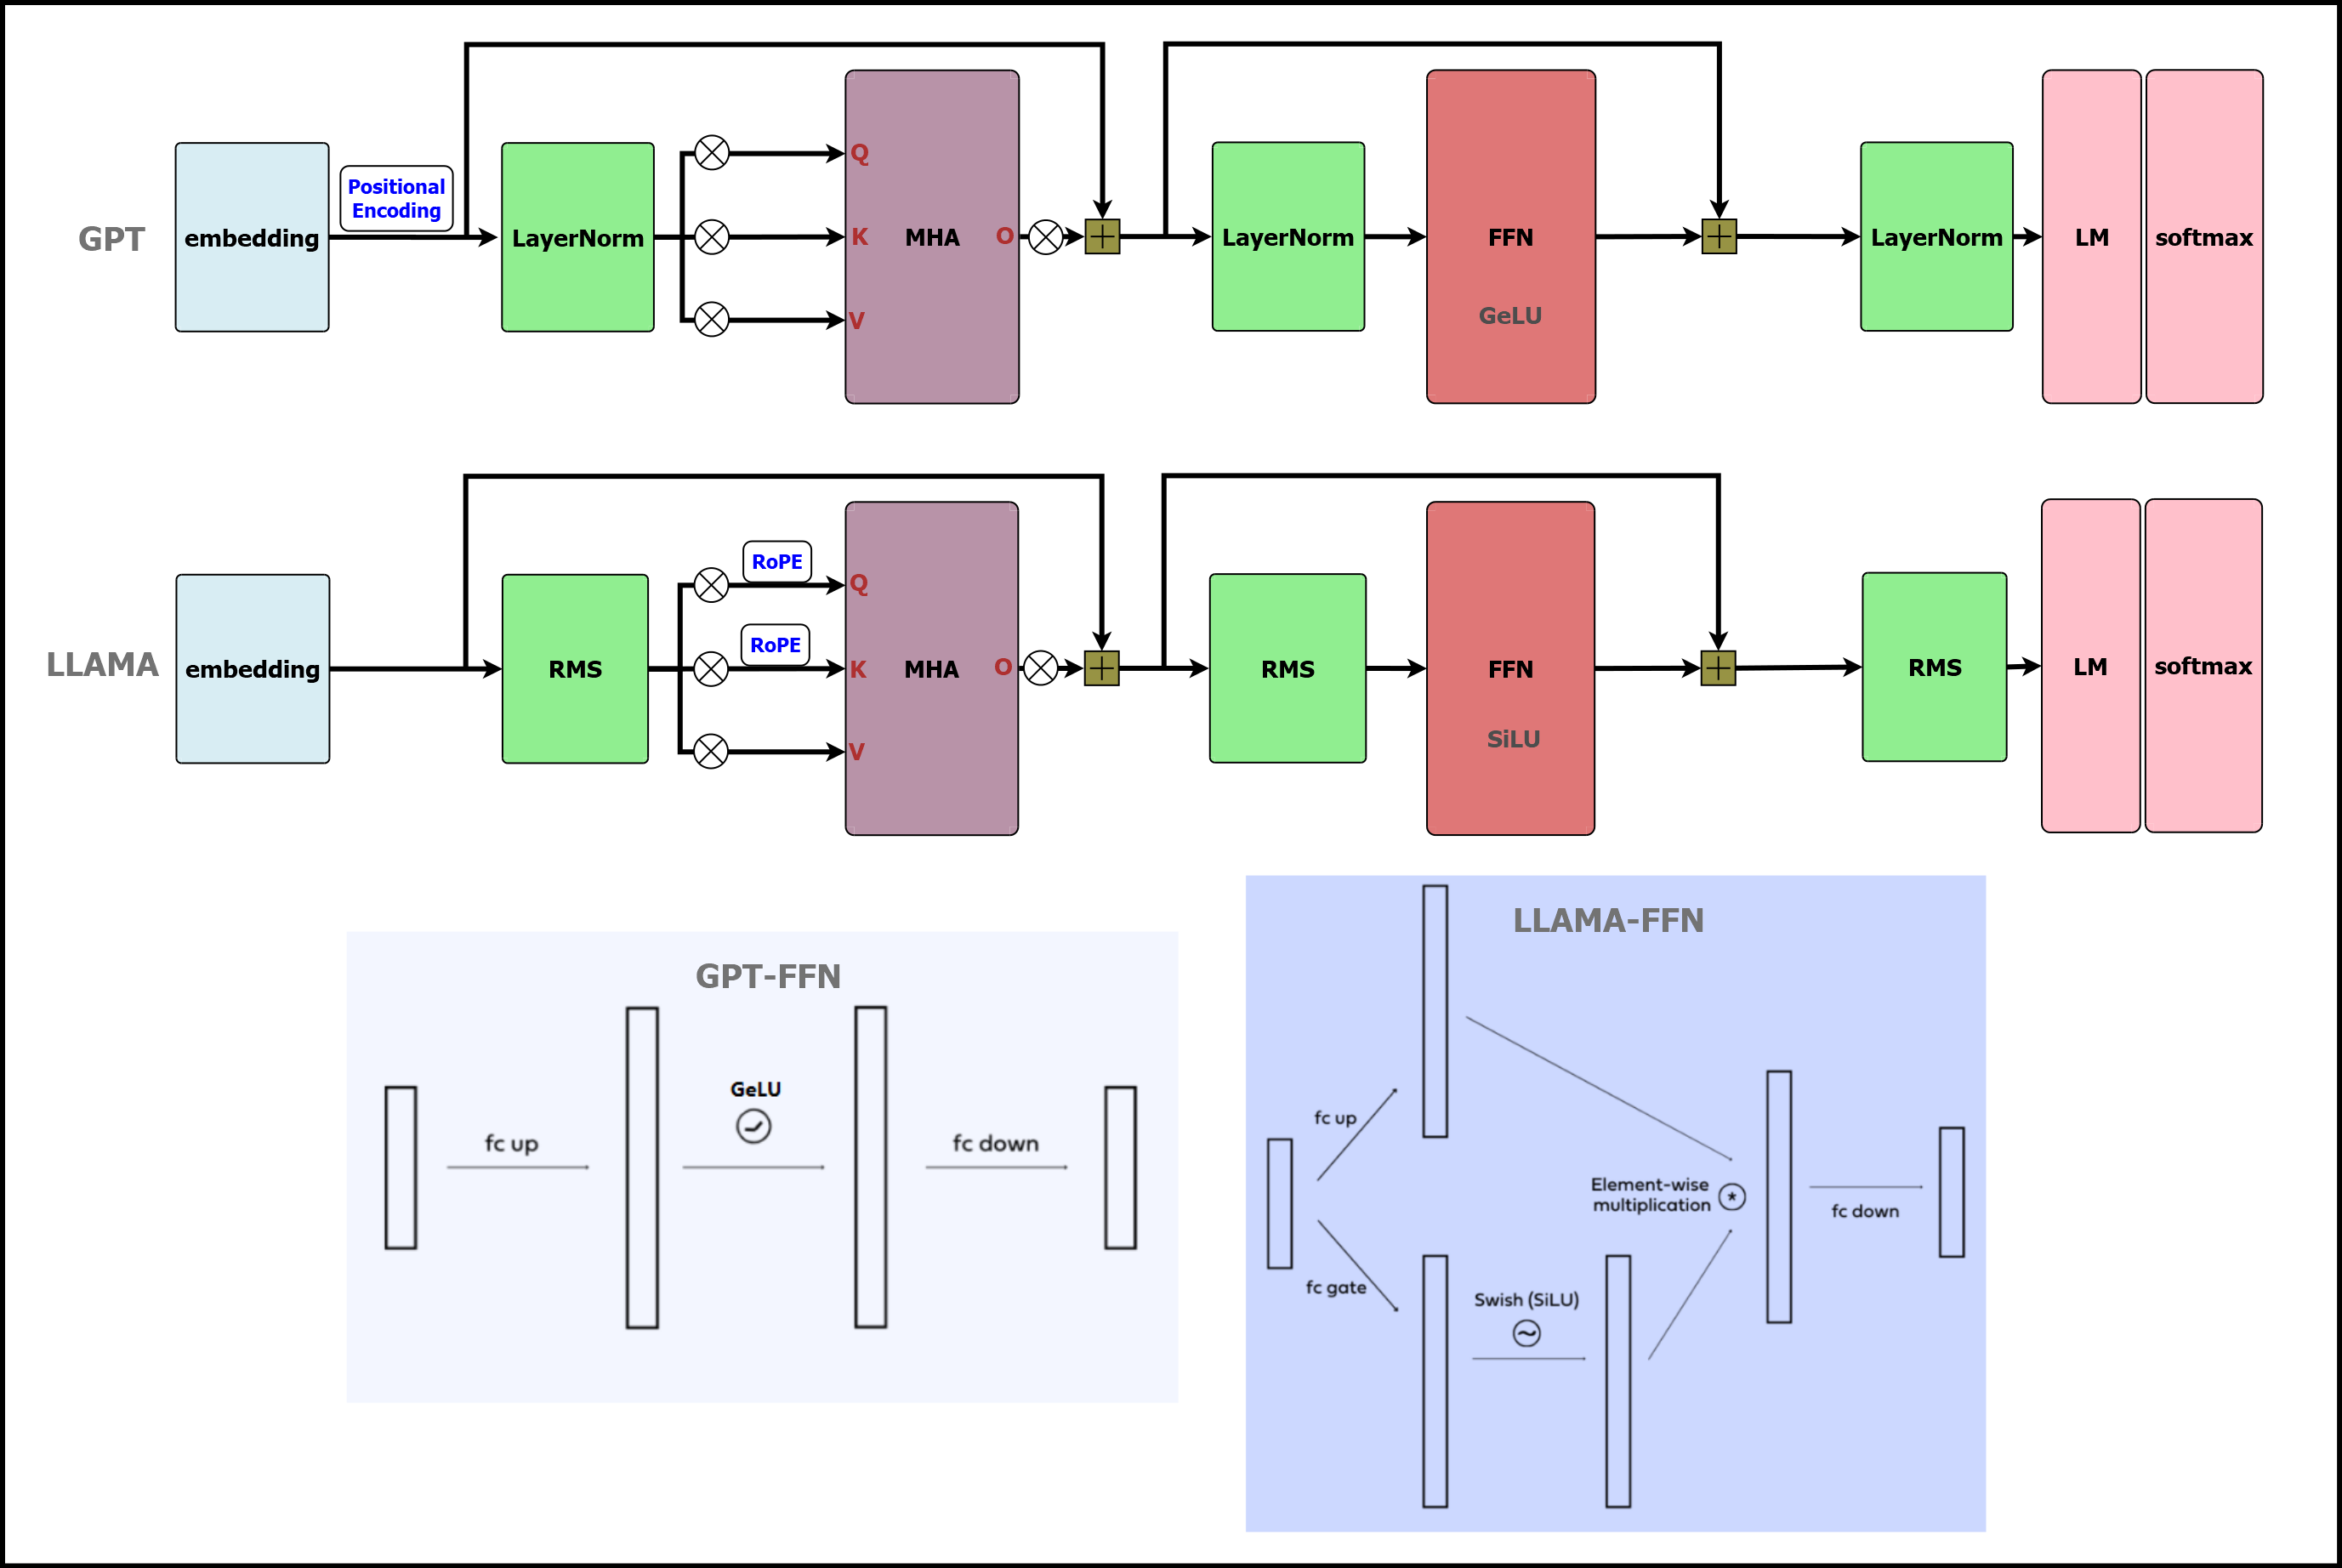 GPT
embedding
Positional
Encoding
LayerNorm
Q
K
V
MHA
O
LayerNorm
FFN
GeLU
LayerNorm
LM
softmax
LLAMA
embedding
RMS
RoPE
RoPE
Q
K
V
MHA
O
RMS
FFN
SiLU
RMS
LM
softmax
GPT-FFN
fc up
GeLU
fc down
LLAMA-FFN
fc up
fc gate
Swish (SiLU)
Element-wise
multiplication
*
fc down